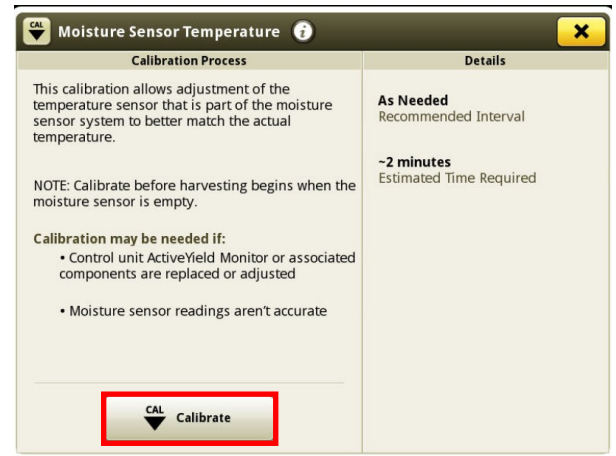 CAL
Moisture Sensor Temperature i
Calibration Process
Details
This calibration allows adjustment of the
temperature sensor that is part of the moisture
sensor system to better match the actual
temperature.
NOTE: Calibrate before harvesting begins when the
moisture sensor is empty.
Calibration may be needed if:
• Control unit ActiveYield Monitor or associated
components are replaced or adjusted
• Moisture sensor readings aren't accurate
As Needed
Recommended Interval
~2 minutes
Estimated Time Required
CAL
Calibrate